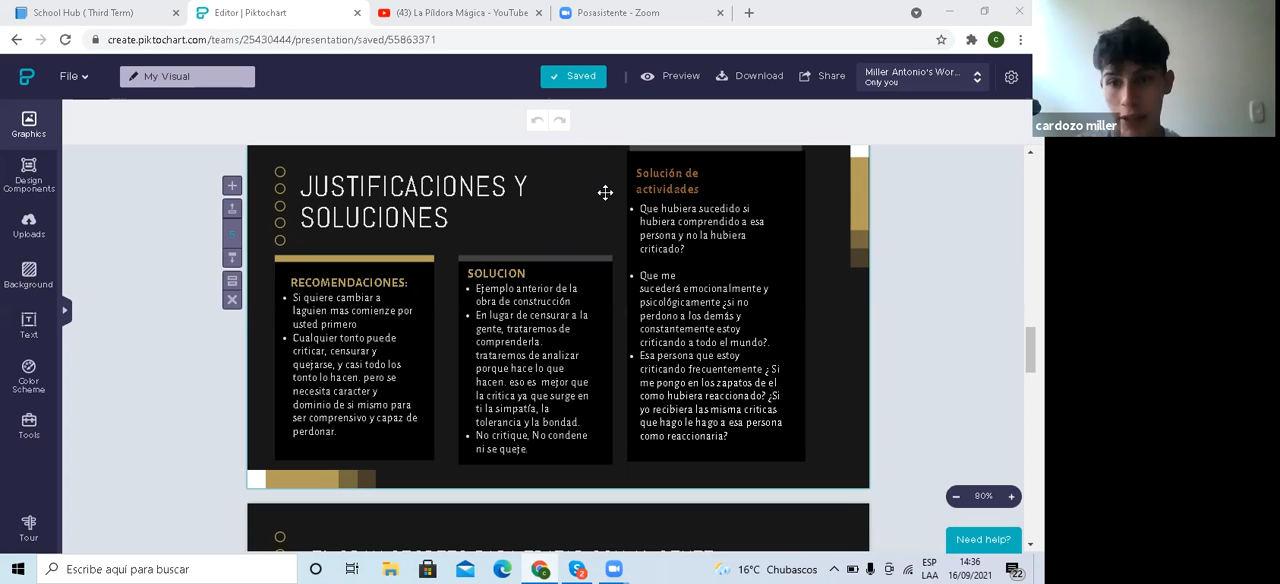 School Hub ( Third Term)
Editor | Piktochart
(43) La Píldora Mágica - YouTube
Posasistente - Zoom
create.piktochart.com/teams/25430444/presentation/saved/55863371
C
File
My Visual
Saved
Preview
Download
Share
Miller Antonio's Wor...
Only you
cardozo miller
Graphics
Design
Components
Uploads
Background
Text
Color
Scheme
Tools
Tour
JUSTIFICACIONES Y
SOLUCIONES
RECOMENDACIONES:
Si quiere cambiar a
laguien mas comienze por
usted primero
Cualquier tonto puede
criticar, censurar y
quejarse, y casi todo los
tonto lo hacen. pero se
necesita caracter y
dominio de si mismo para
ser comprensivo y capaz de
perdonar.
SOLUCION
Ejemplo anterior de la
obra de construcción
En lugar de censurar a la
gente, trataremos de
comprenderla.
trataremos de analizar
porque hace lo que
hacen. eso es mejor que
la critica ya que surge en
ti la simpatía, la
tolerancia y la bondad.
No critique, No condene
ni se queje.
Solución de
actividades
Que hubiera sucedido si
hubiera comprendido a esa
persona y no la hubiera
criticado?
Que me
sucederá emocionalmente y
psicológicamente ¿si no
perdono a los demás y
constantemente estoy
criticando a todo el mundo?.
Esa persona que estoy
criticando frecuentemente ¿ Si
me pongo en los zapatos de el
como hubiera reaccionado? ¿Si
yo recibiera las misma criticas
que hago le hago a esa persona
como reaccionaria?
80%
Need help?
Escribe aquí para buscar
2
16°C Chubascos
ESP
LAA
14:36
16/09/2021
22